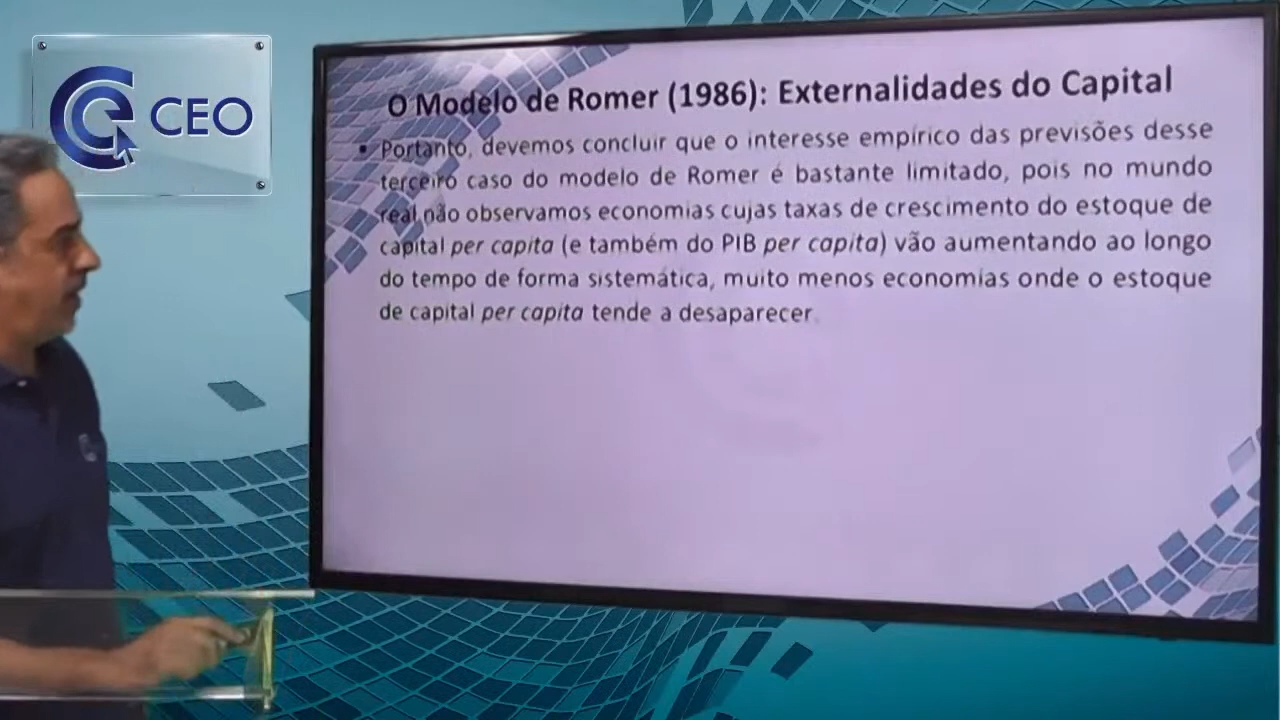 CEO
O Modelo de Romer (1986): Externalidades do Capital
• Portanto, devemos concluir que o interesse empírico das previsões desse
terceiro caso do modelo de Romer é bastante limitado, pois no mundo
real não observamos economias cujas taxas de crescimento do estoque de
capital per capita (e também do PIB per capita) vão aumentando ao longo
do tempo de forma sistemática, muito menos economias onde o estoque
de capital per capita tende a desaparecer.